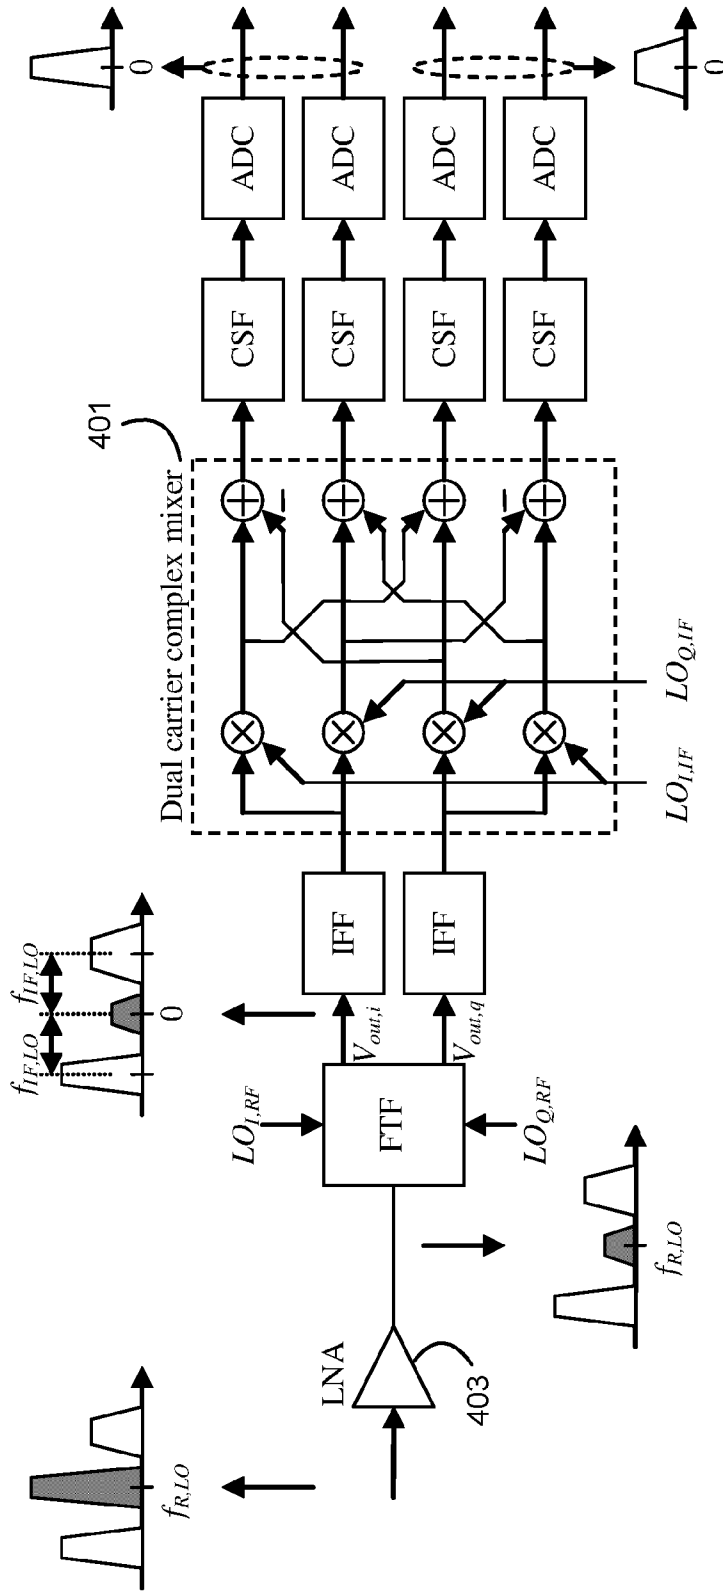 f_{R,LO}
LNA
403
f_{R,LO}
LO_{I,RF}
FTF
LO_{Q,RF}
V_{out,i}
V_{out,q}
f_{IF,LO}
f_{IF,LO}
0
IFF
IFF
Dual carrier complex mixer
401
LO_{I,IF}
LO_{Q,IF}
CSF
CSF
CSF
CSF
ADC
ADC
ADC
ADC
0
0